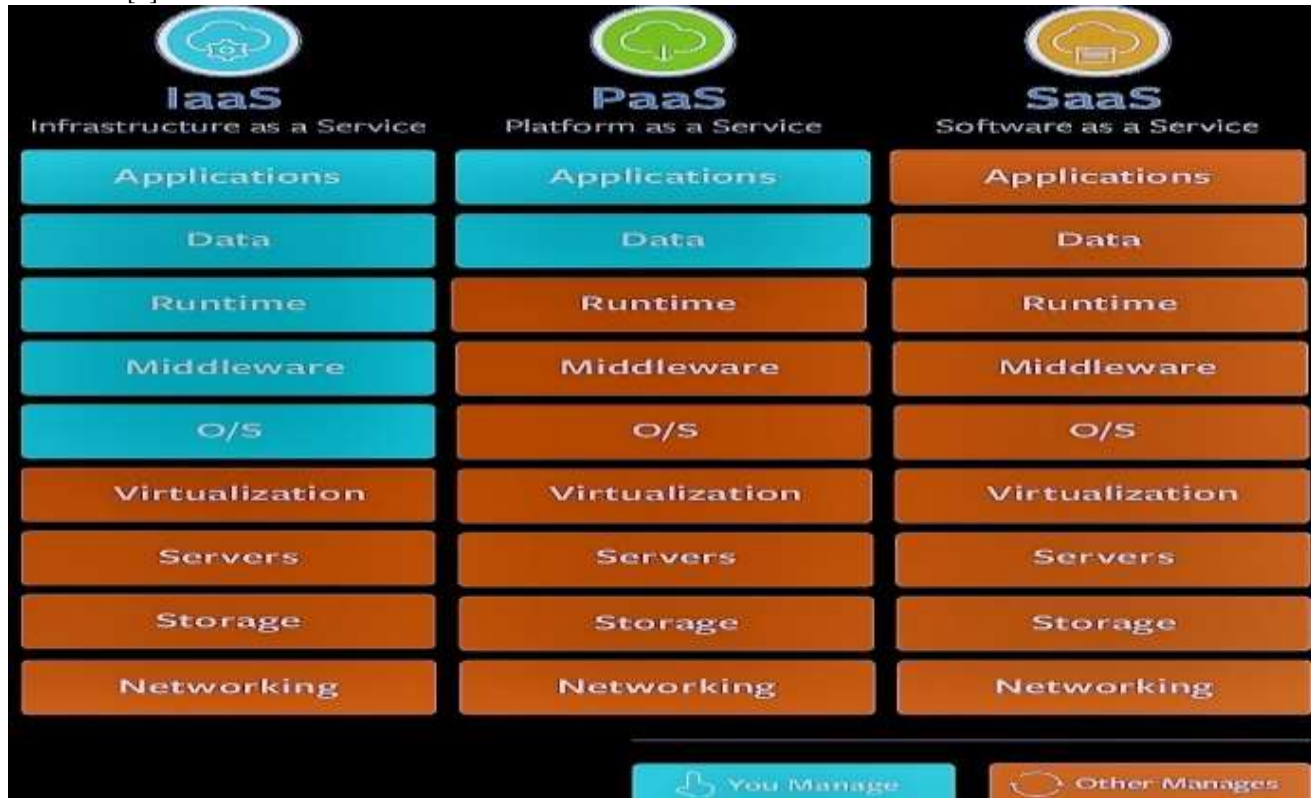 IaaS
Infrastructure as a Service
Applications
Data
Runtime
Middleware
O/S
Virtualization
Servers
Storage
Networking
PaaS
Platform as a Service
Applications
Data
Runtime
Middleware
O/S
Virtualization
Servers
Storage
Networking
SaaS
Software as a Service
Applications
Data
Runtime
Middleware
O/S
Virtualization
Servers
Storage
Networking
You Manage
Other Manages